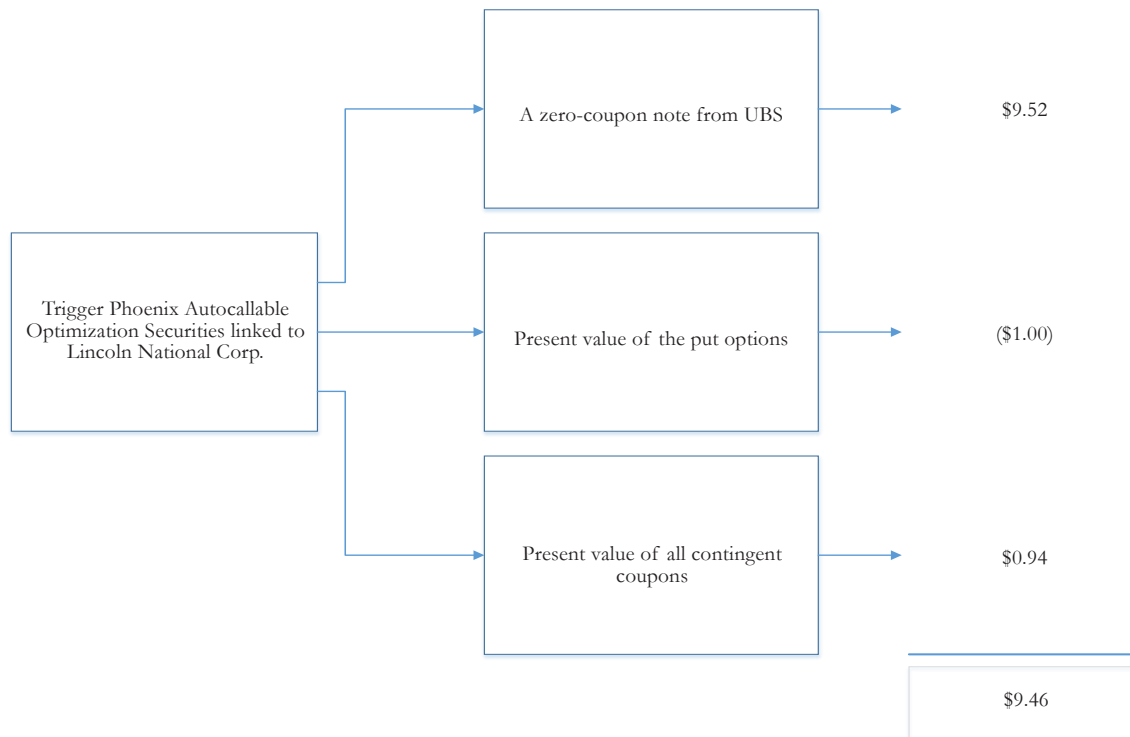 A zero-coupon note from UBS
$9.52
Trigger Phoenix Autocallable
Optimization Securities linked to
Lincoln National Corp.
Present value of the put options
($1.00)
Present value of all contingent
coupons
$0.94
$9.46